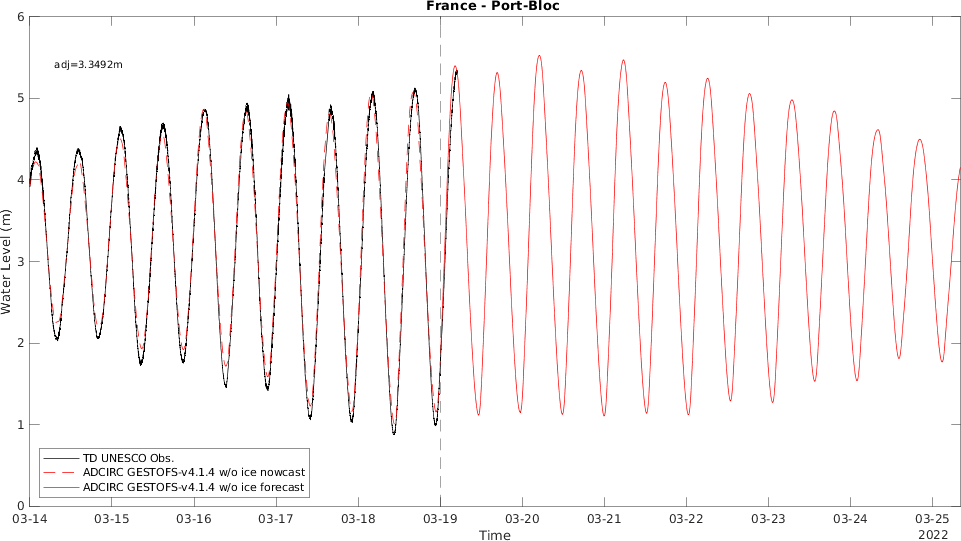 France - Port-Bloc
adj=3.3492m
Water Level (m)
6
5
4
3
2
1
0
TD UNESCO Obs.
ADCIRC GESTOFS-v4.1.4 w/o ice nowcast
ADCIRC GESTOFS-v4.1.4 w/o ice forecast
03-14 03-15 03-16 03-17 03-18 03-19 03-20 03-21 03-22 03-23 03-24 03-25
2022
Time